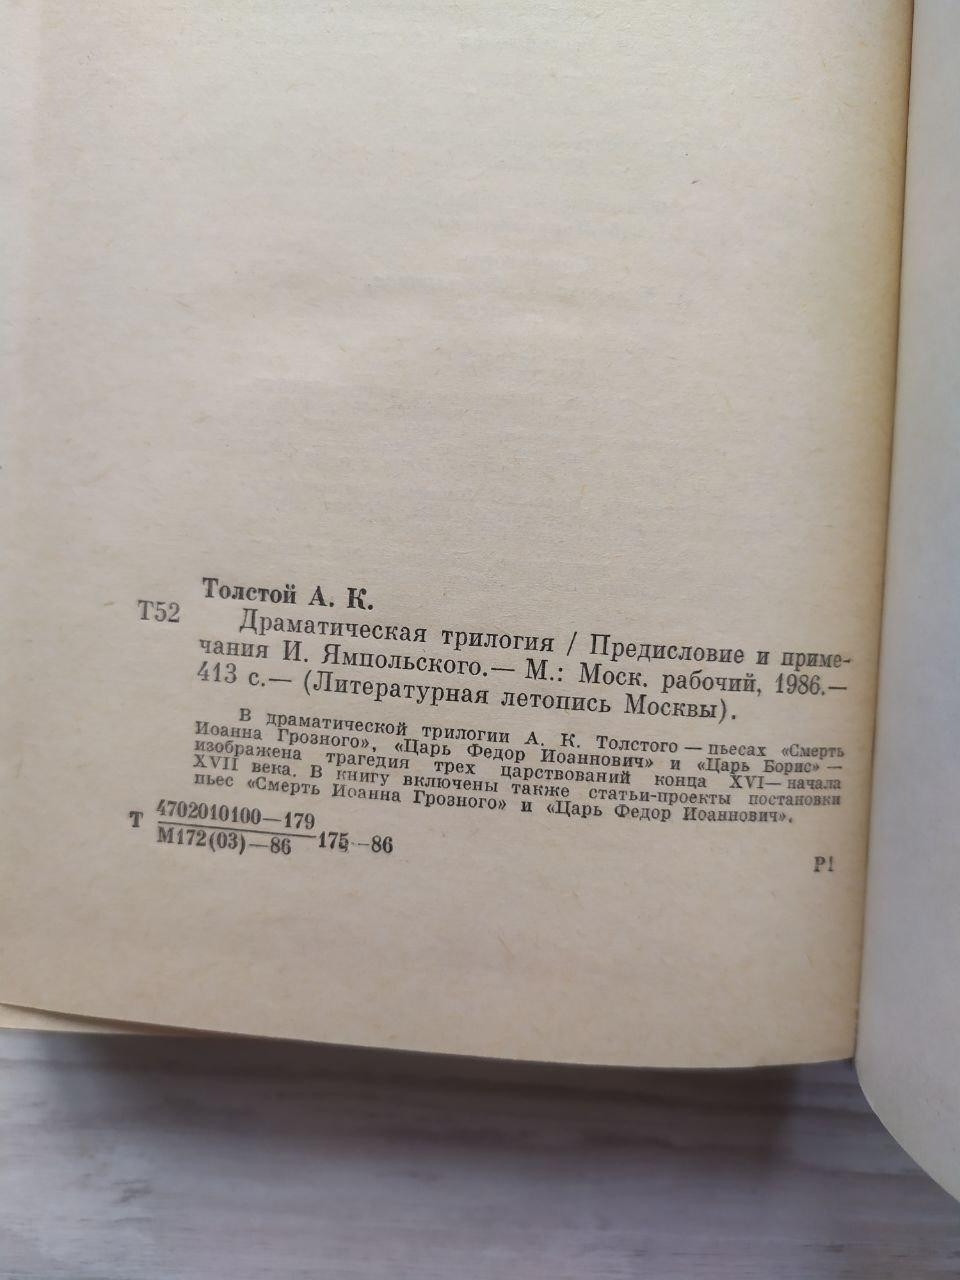 Толстой А. К.
Т52
Драматическая трилогия / Предисловие и приме-
чания И. Ямпольского.— М.: Моск. рабочий, 1986.—
413 с.— (Литературная летопись Москвы).
В драматической трилогии А. К. Толстого — пьесах «Смерть
Иоанна Грозного», «Царь Федор Иоаннович» и «Царь Борис» —
изображена трагедия трех царствований конца XVI — начала
XVII века. В книгу включены также статьи-проекты постановки
пьес «Смерть Иоанна Грозного» и «Царь Федор Иоаннович».
Т 4702010100—179
М172(03)—86 175—86
Р1